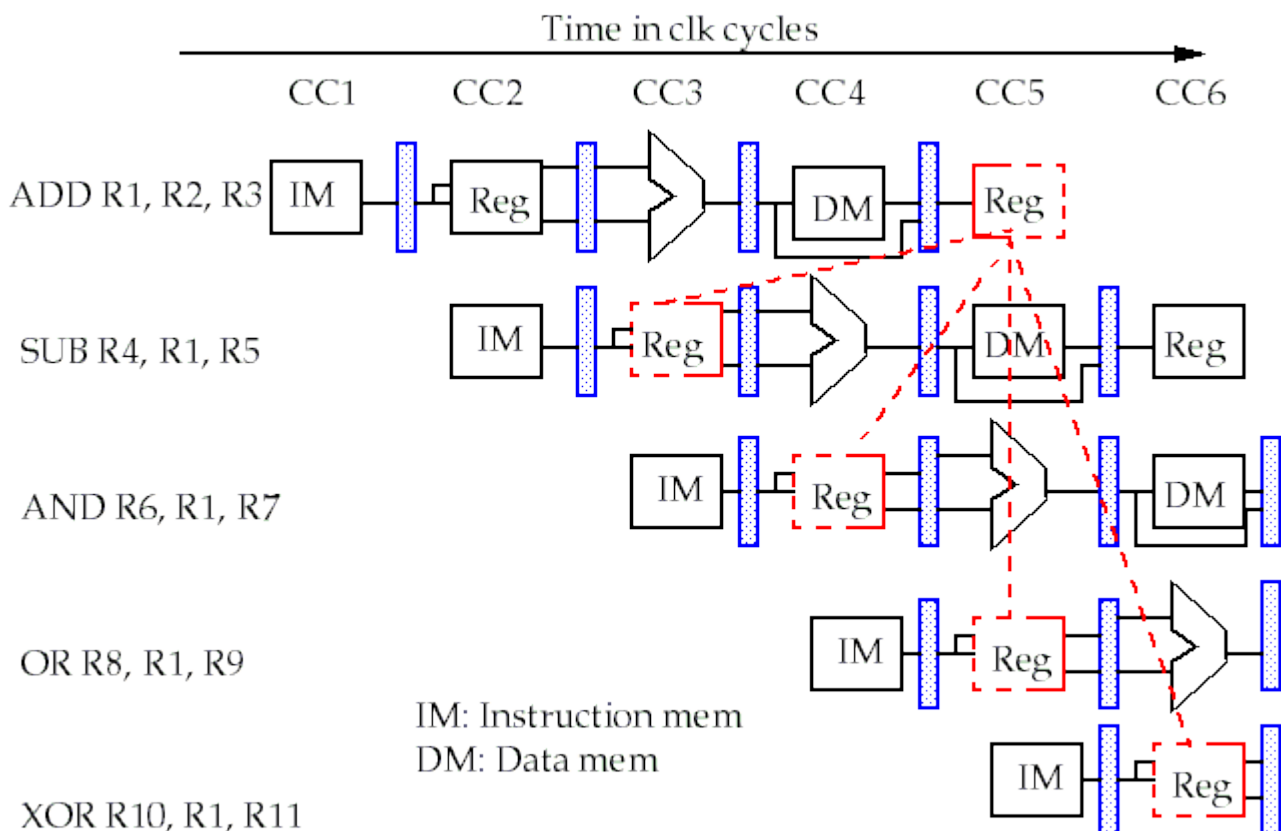 Time in clk cycles
CC1 CC2 CC3 CC4 CC5 CC6
ADD R1, R2, R3 IM Reg DM Reg
SUB R4, R1, R5 IM Reg DM Reg
AND R6, R1, R7 IM Reg DM
OR R8, R1, R9 IM Reg
IM: Instruction mem
DM: Data mem
IM Reg
XOR R10, R1, R11